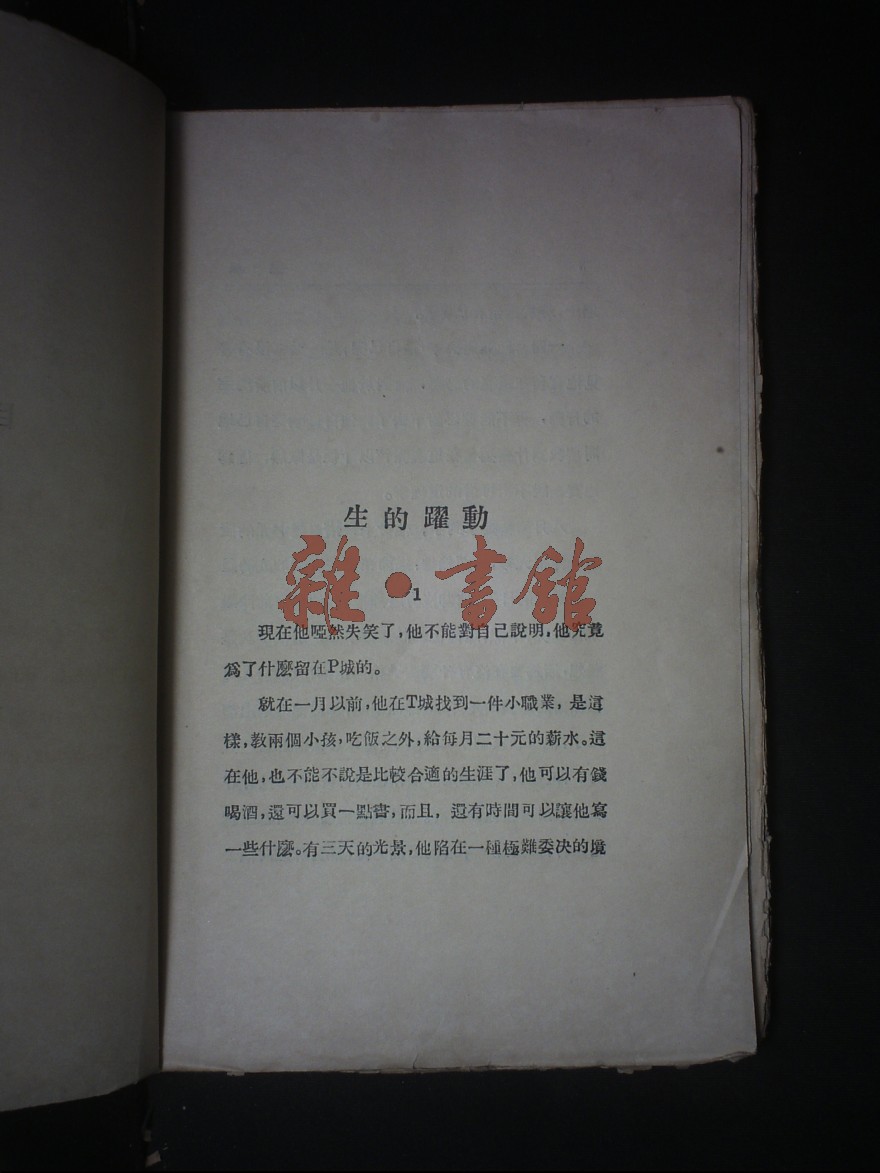 生的躍動
雜·書館
1
現在他啞然失笑了，他不能對自己說明，他究竟
爲了什麼留在P城的。
就在一月以前，他在T城找到一件小職業，是這
樣，教兩個小孩，吃飯之外，給每月二十元的薪水。這
在他，也不能不說是比較合適的生涯了，他可以有錢
喝酒，還可以買一點書，而且，還有時間可以讓他寫
一些什麼。有三天的光景，他陷在一種極難委决的境